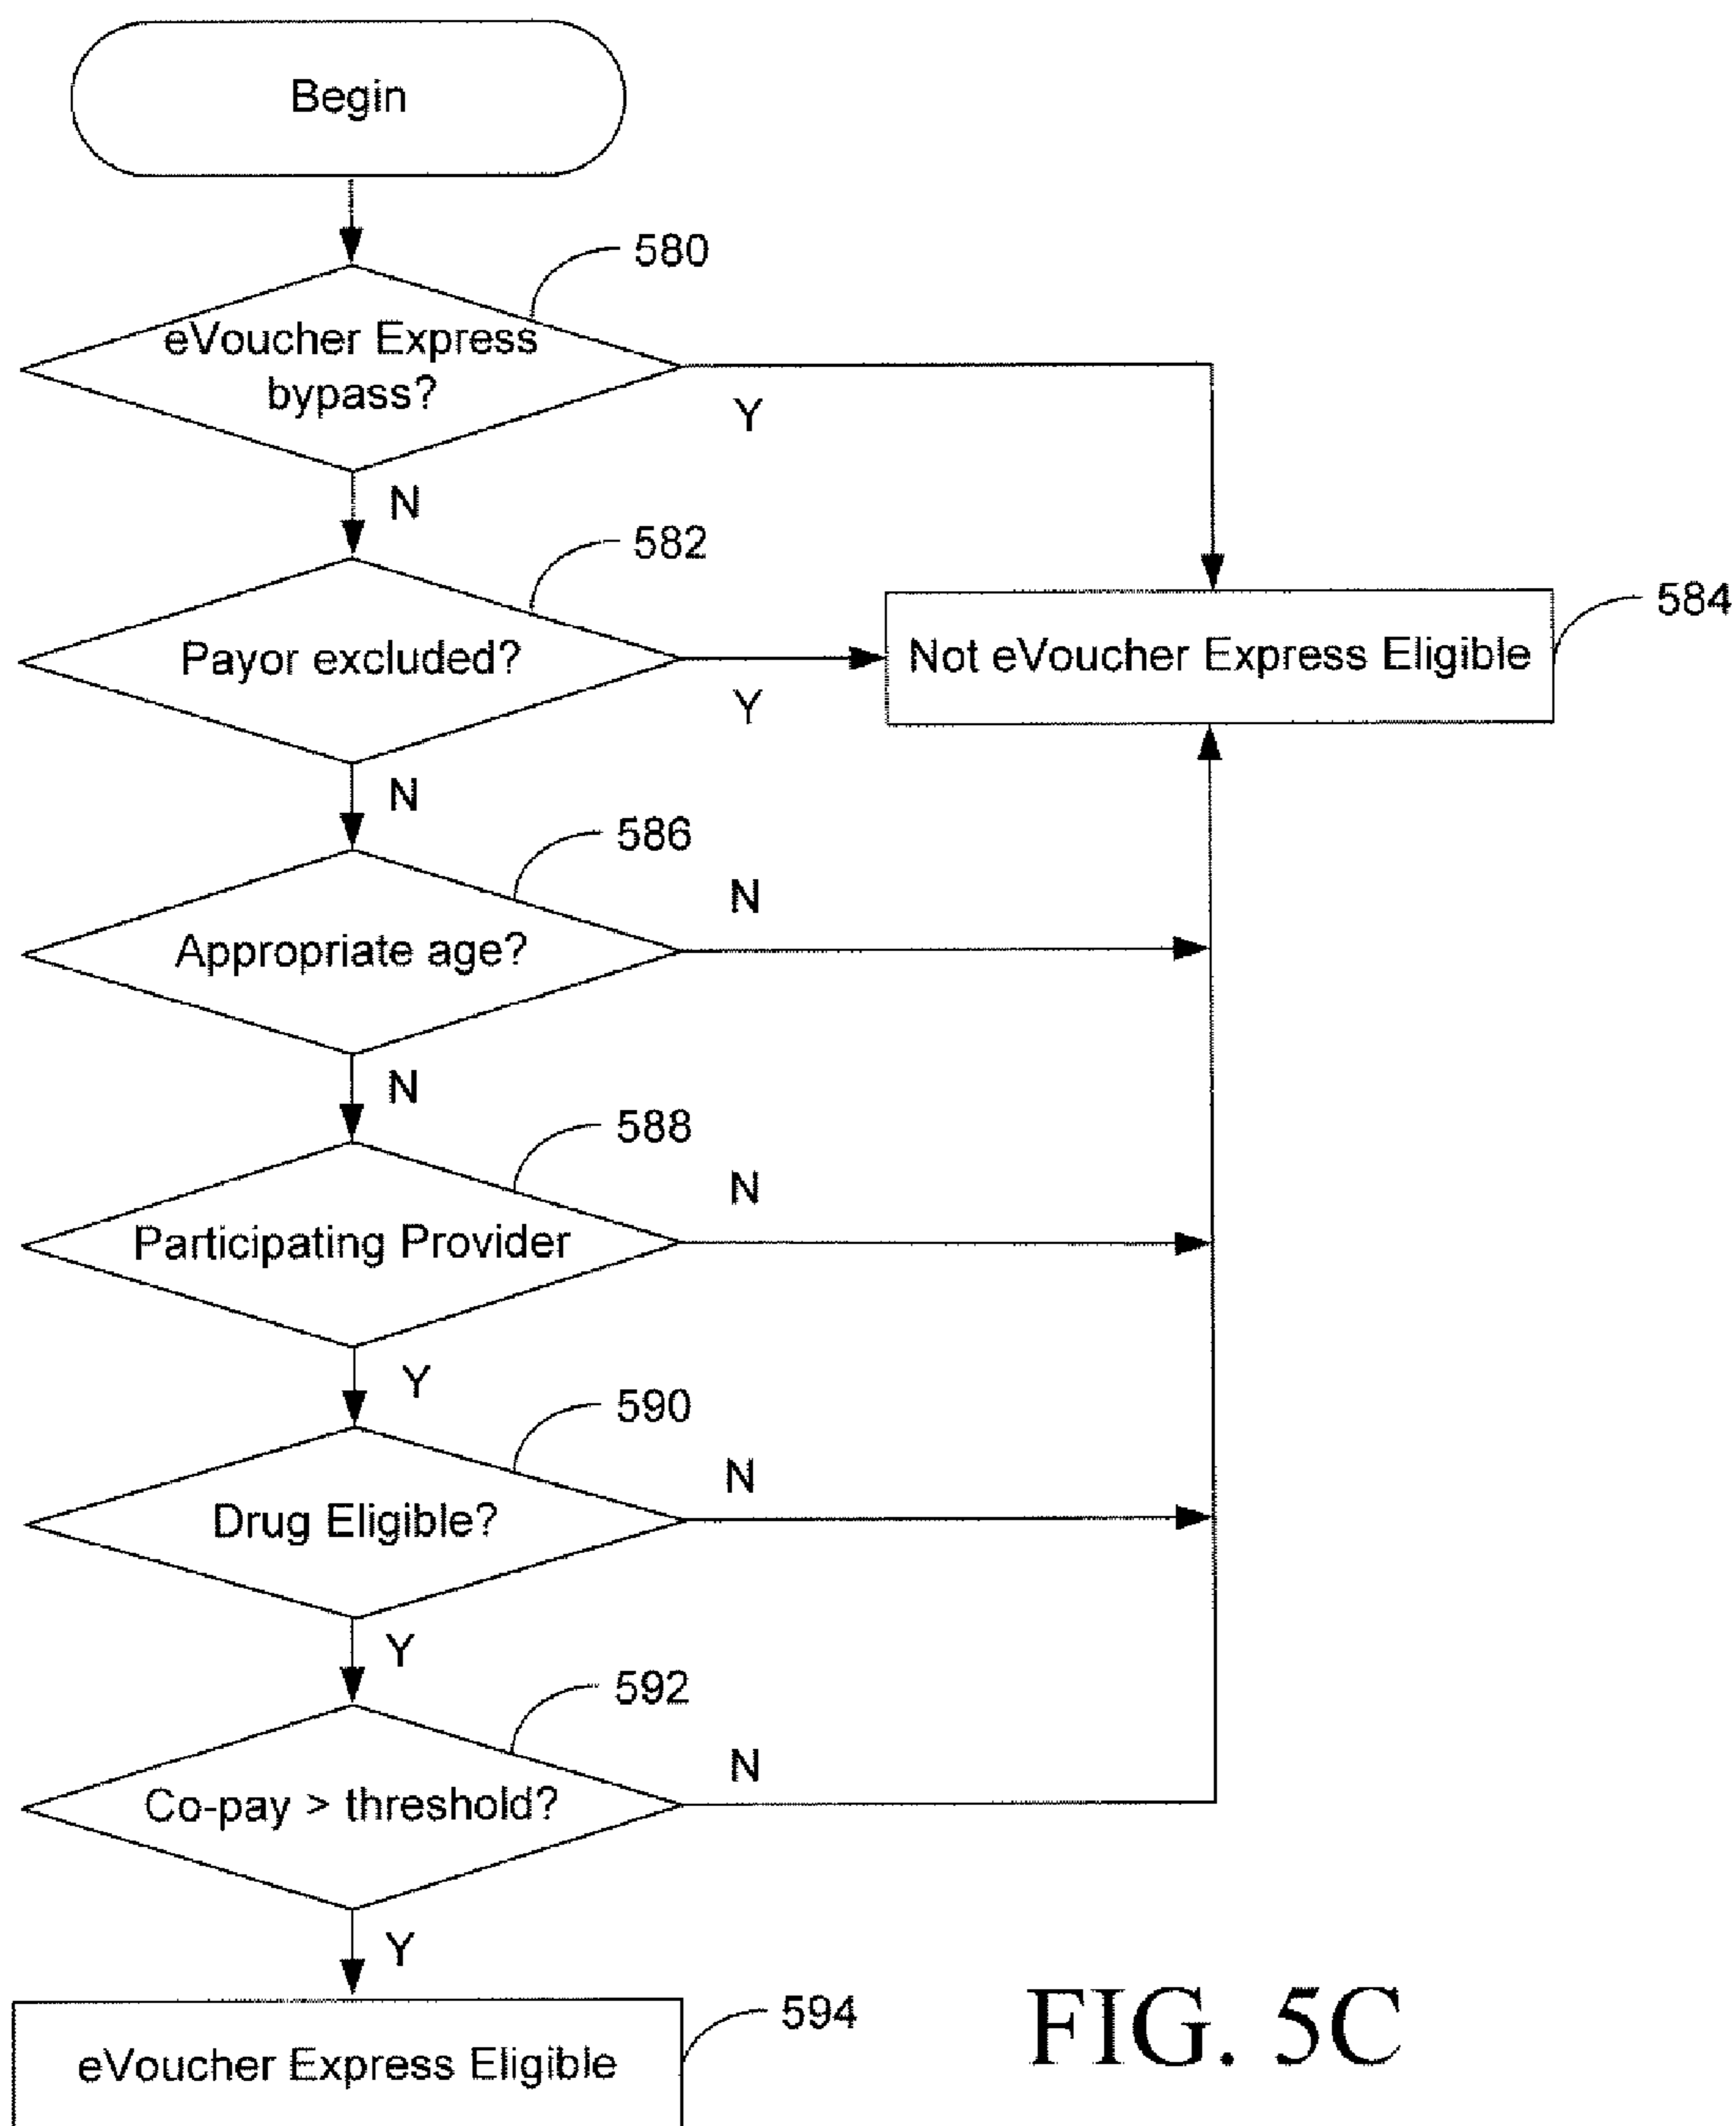 Begin
580
eVoucher Express
bypass?
Y
N
582
Payor excluded?
Y
584
Not eVoucher Express Eligible
N
586
Appropriate age?
N
N
588
Participating Provider
N
Y
590
Drug Eligible?
N
Y
592
Co-pay > threshold?
N
Y
594
eVoucher Express Eligible
FIG. 5C